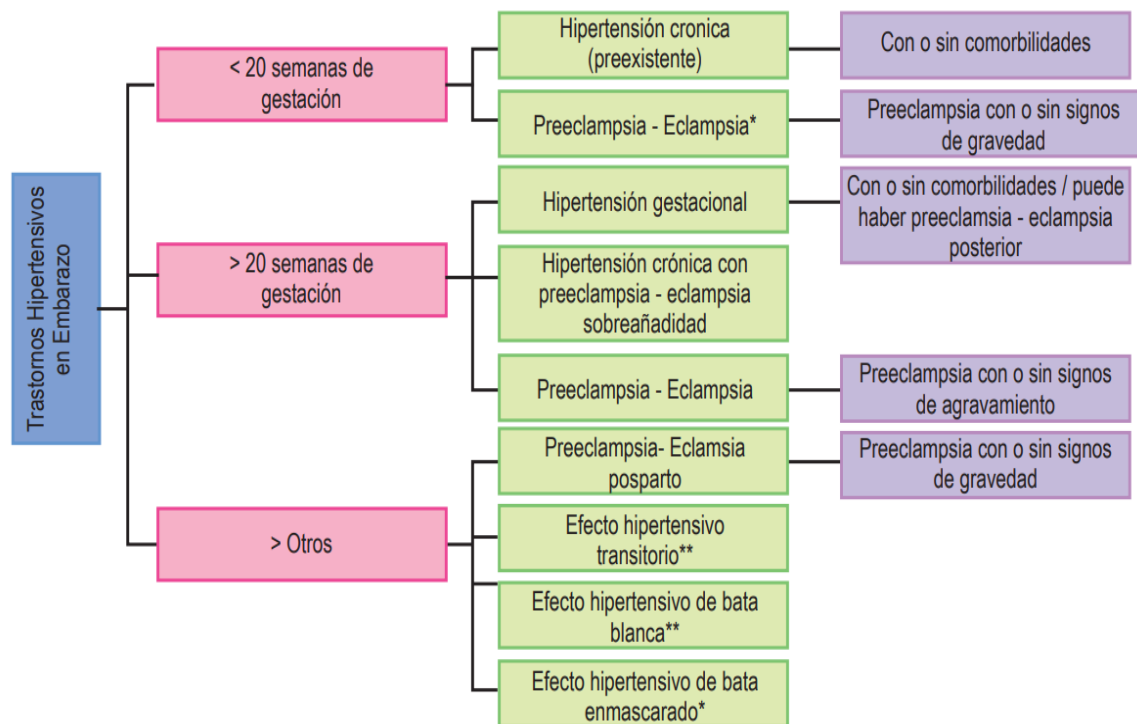 Trastornos Hipertensivos
en Embarazo
< 20 semanas de
gestación
Hipertensión cronica
(preexistente)
Con o sin comorbilidades
Preeclampsia - Eclampsia*
Preeclampsia con o sin signos
de gravedad
> 20 semanas de
gestación
Hipertensión gestacional
Con o sin comorbilidades / puede
haber preeclamsia - eclampsia
posterior
Hipertensión crónica con
preeclampsia - eclampsia
sobreañadidad
Preeclampsia - Eclampsia
Preeclampsia con o sin signos
de agravamiento
> Otros
Preeclampsia- Eclamsia
posparto
Preeclampsia con o sin signos
de gravedad
Efecto hipertensivo
transitorio**
Efecto hipertensivo de bata
blanca**
Efecto hipertensivo de bata
enmascarado*